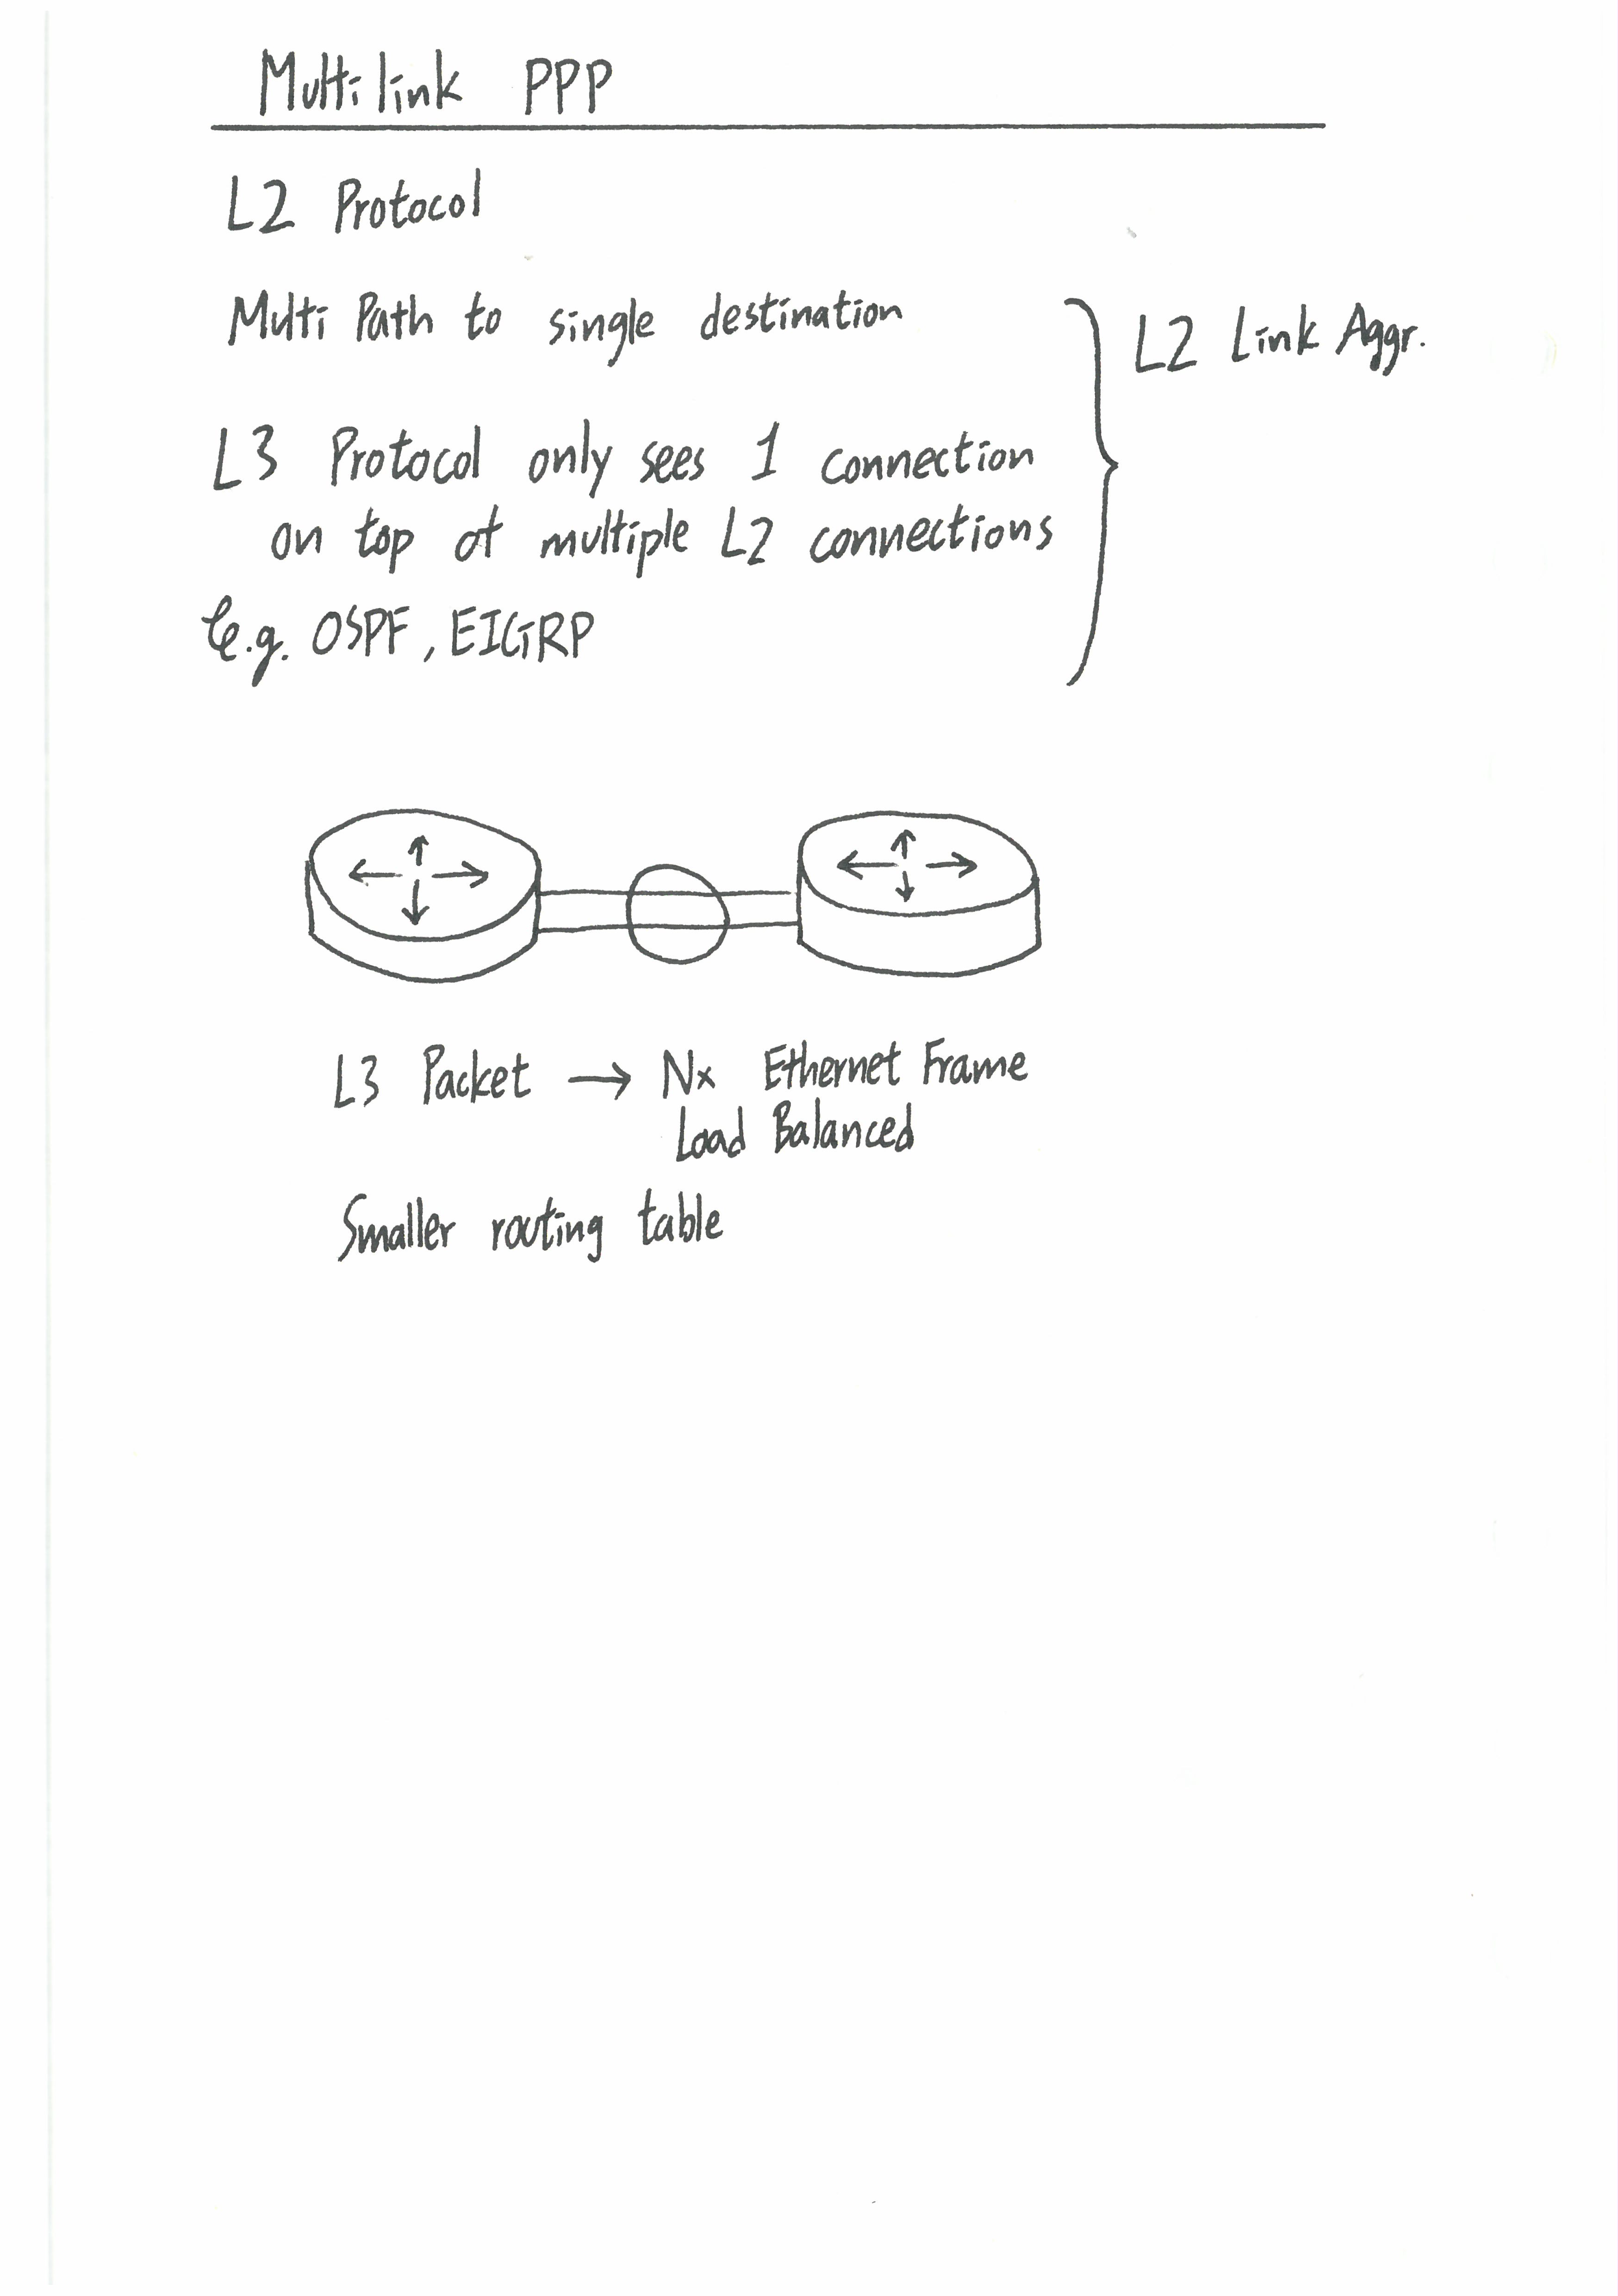 Multilink PPP
L2 Protocol
Multi Path to single destination
L2 Link Aggr.
L3 Protocol only sees 1 connection
on top of multiple L2 connections
e.g. OSPF, EIGRP
L3 Packet → Nx Ethernet Frame
Load Balanced
Smaller routing table